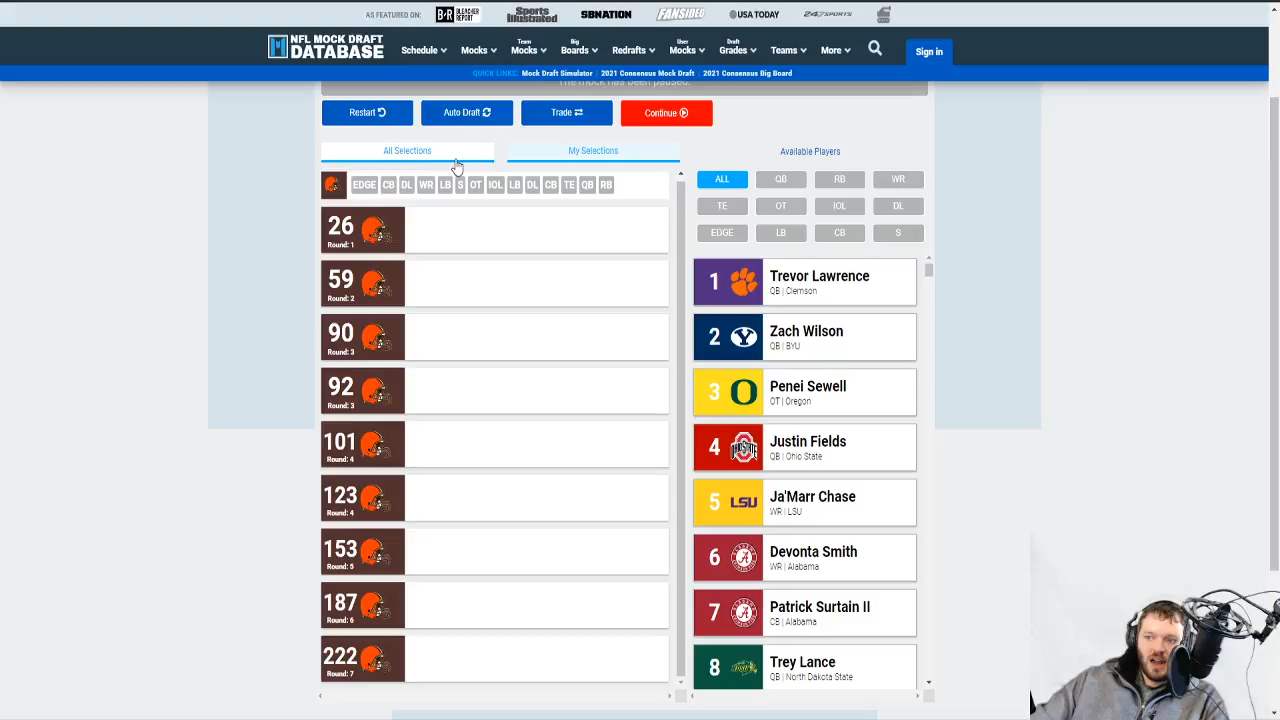 AS FEATURED ON: B/R BLEACHER REPORT Sports Illustrated SBNATION FANSIDED USA TODAY 247SPORTS
NFL MOCK DRAFT DATABASE
Schedule Mocks Team Mocks Big Boards Redrafts User Mocks Draft Grades Teams More Sign in
QUICK LINKS: Mock Draft Simulator | 2021 Consensus Mock Draft | 2021 Consensus Big Board
The mock has been paused.
Restart Auto Draft Trade Continue
All Selections My Selections Available Players
EDGE CB DL WR LB S OT IOL LB DL CB TE QB RB
ALL QB RB WR
TE OT IOL DL
EDGE LB CB S
26
Round: 1
59
Round: 2
90
Round: 3
92
Round: 3
101
Round: 4
123
Round: 4
153
Round: 5
187
Round: 6
222
Round: 7
1 Trevor Lawrence
QB | Clemson
2 Zach Wilson
QB | BYU
3 Penei Sewell
OT | Oregon
4 Justin Fields
QB | Ohio State
5 LSU Ja'Marr Chase
WR | LSU
6 Devonta Smith
WR | Alabama
7 Patrick Surtain II
CB | Alabama
8 Trey Lance
QB | North Dakota State